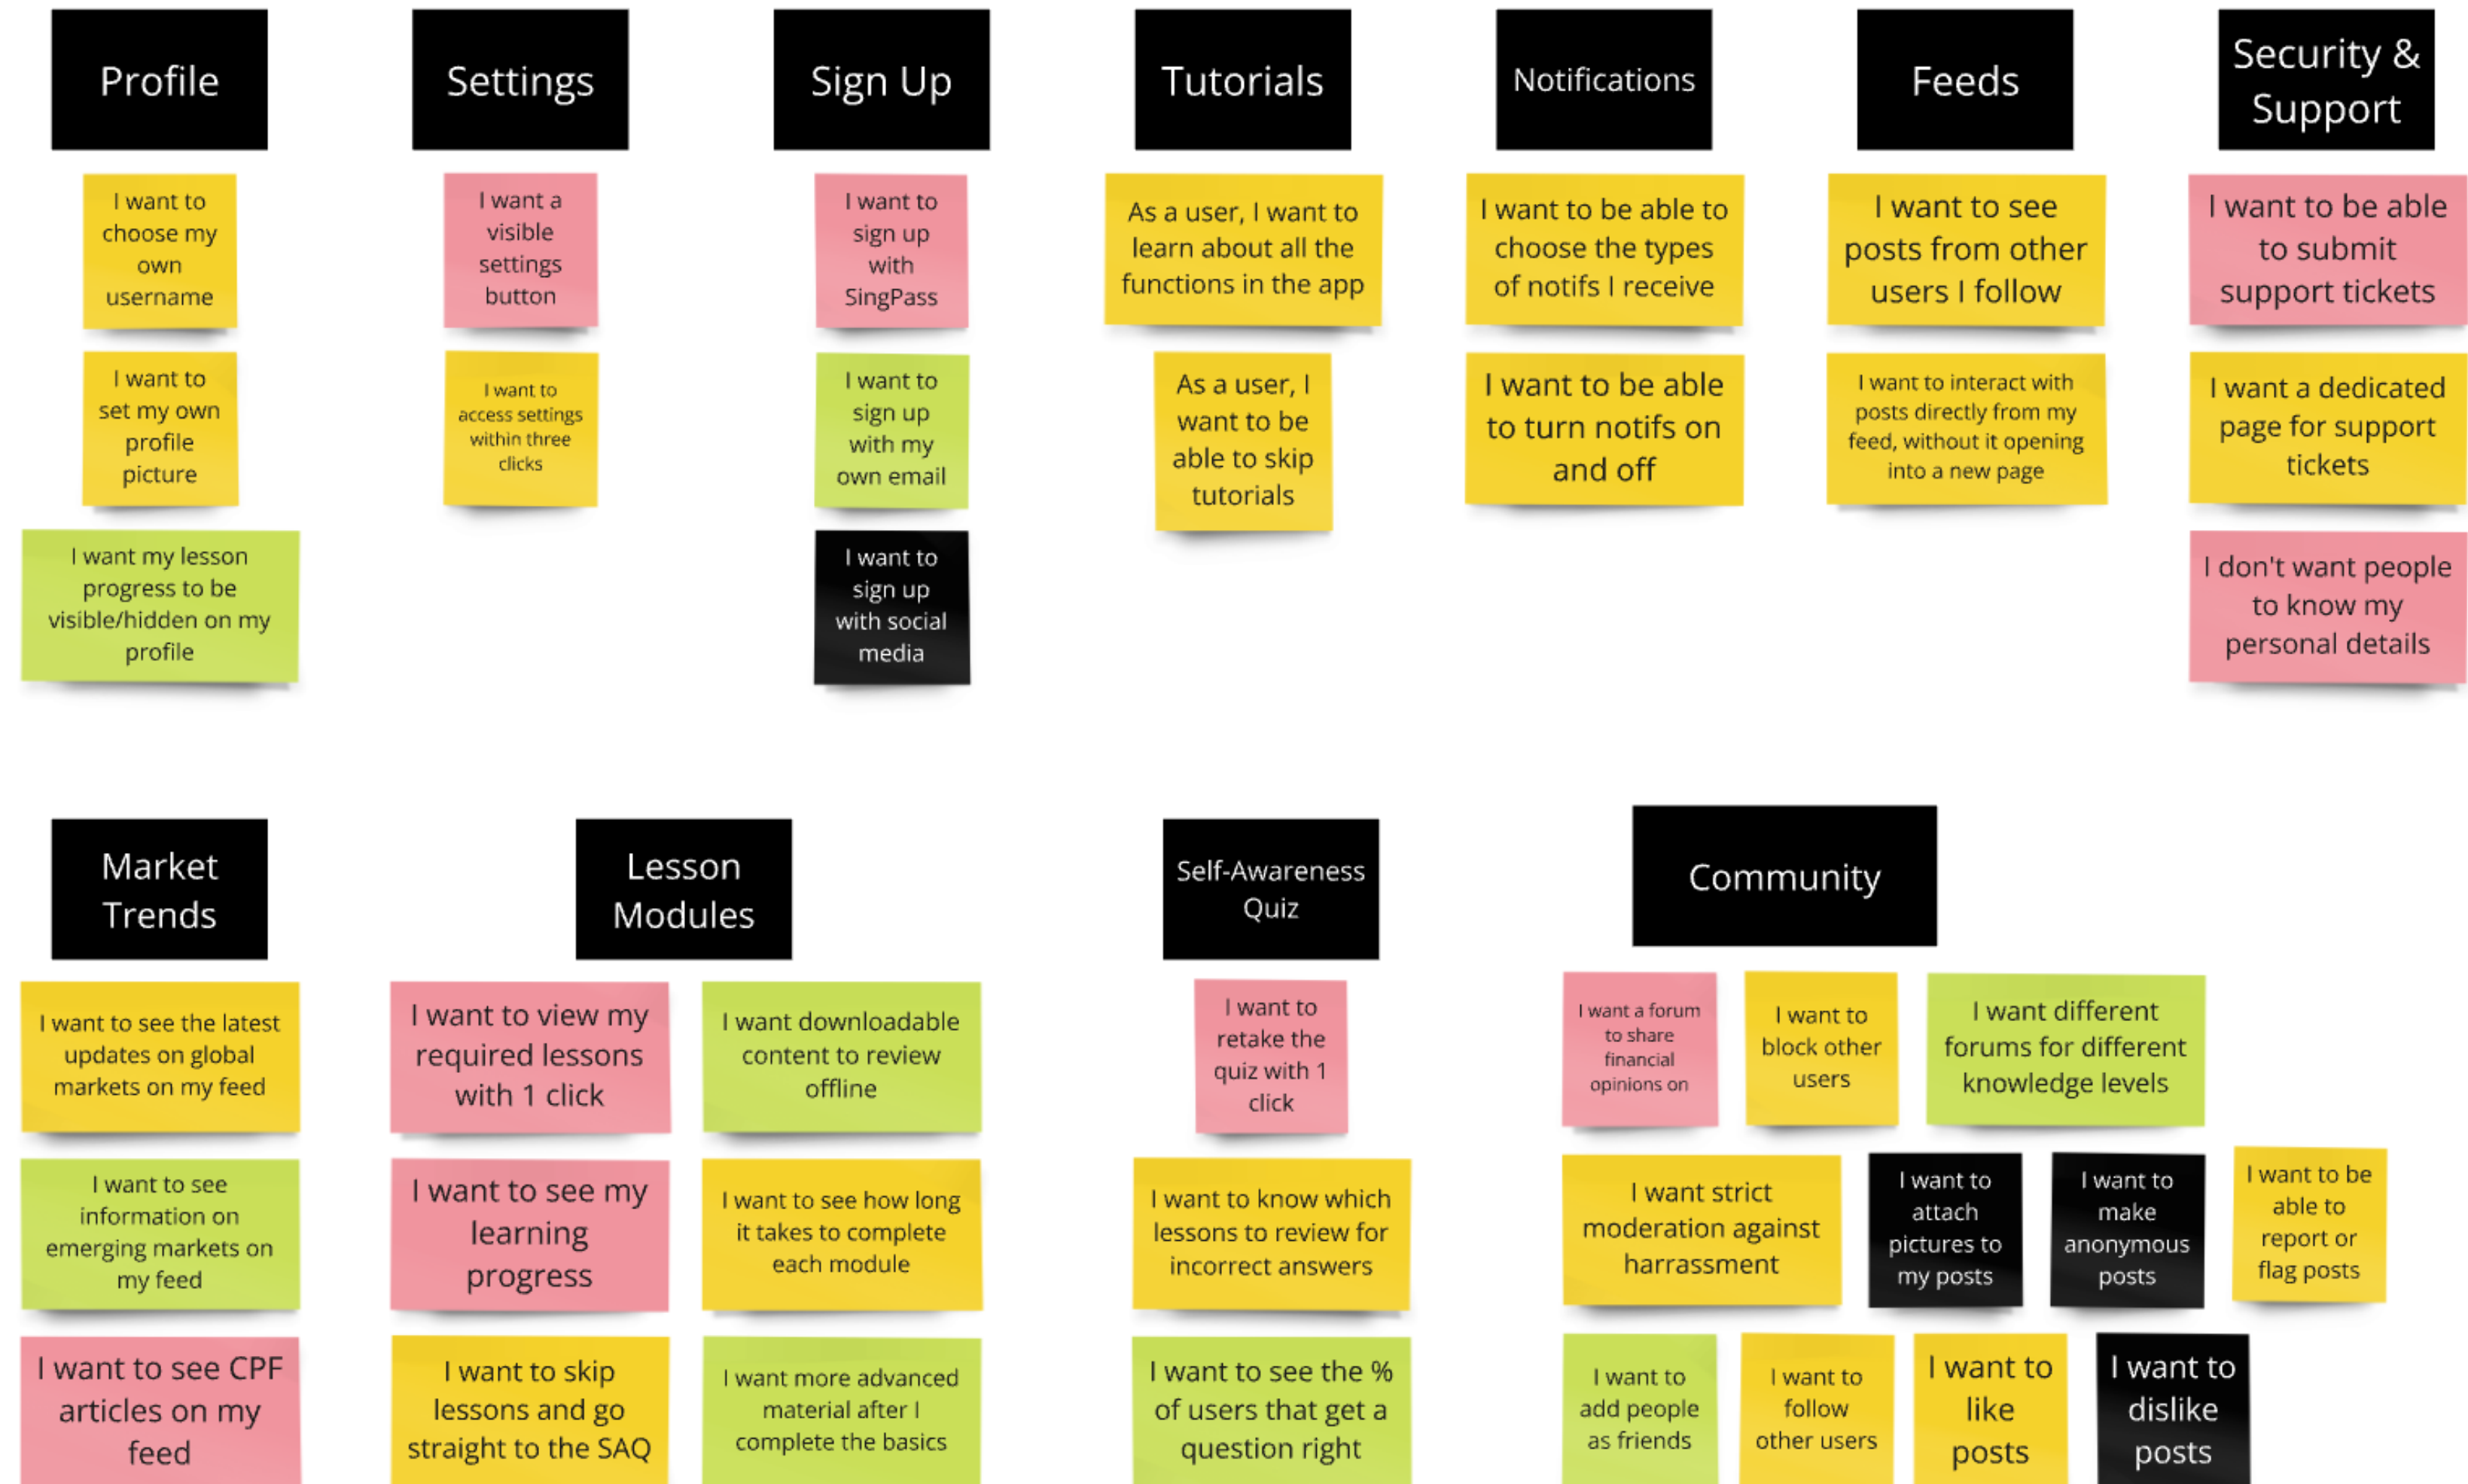 Profile
Settings
Sign Up
Tutorials
Notifications
Feeds
Security &
Support
I want to
choose my
own
username
I want a
visible
settings
button
I want to
sign up
with
SingPass
As a user, I want to
learn about all the
functions in the app
I want to be able to
choose the types
of notifs I receive
I want to see
posts from other
users I follow
I want to be able
to submit
support tickets
I want to
set my own
profile
picture
I want to
access settings
within three
clicks
I want to
sign up
with my
own email
As a user, I
want to be
able to skip
tutorials
I want to be able
to turn notifs on
and off
I want to interact with
posts directly from my
feed, without it opening
into a new page
I want a dedicated
page for support
tickets
I want my lesson
progress to be
visible/hidden on my
profile
I want to
sign up
with social
media
I don't want people
to know my
personal details
Market
Trends
Lesson
Modules
Self-Awareness
Quiz
Community
I want to see the latest
updates on global
markets on my feed
I want to view my
required lessons
with 1 click
I want downloadable
content to review
offline
I want to
retake the
quiz with 1
click
I want a forum
to share
financial
opinions on
I want to
block other
users
I want different
forums for different
knowledge levels
I want to see
information on
emerging markets on
my feed
I want to see my
learning
progress
I want to see how long
it takes to complete
each module
I want to know which
lessons to review for
incorrect answers
I want strict
moderation against
harrassment
I want to
attach
pictures to
my posts
I want to
make
anonymous
posts
I want to be
able to
report or
flag posts
I want to see CPF
articles on my
feed
I want to skip
lessons and go
straight to the SAQ
I want more advanced
material after I
complete the basics
I want to see the %
of users that get a
question right
I want to
add people
as friends
I want to
follow
other users
I want to
like
posts
I want to
dislike
posts